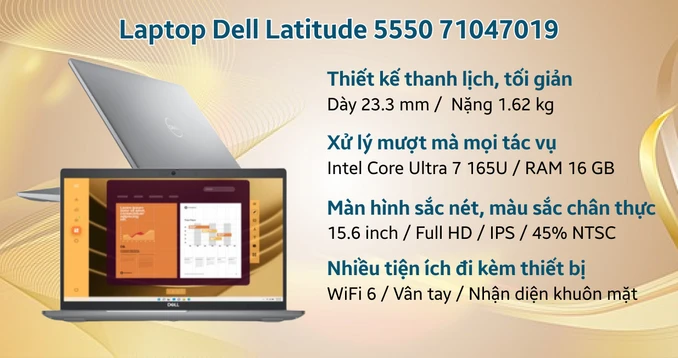 Laptop Dell Latitude 5550 71047019
Thiết kế thanh lịch, tối giản
Dày 23.3 mm / Nặng 1.62 kg
Xử lý mượt mà mọi tác vụ
Intel Core Ultra 7 165U / RAM 16 GB
Màn hình sắc nét, màu sắc chân thực
15.6 inch / Full HD / IPS / 45% NTSC
Nhiều tiện ích đi kèm thiết bị
WiFi 6 / Vân tay / Nhận diện khuôn mặt
DELL